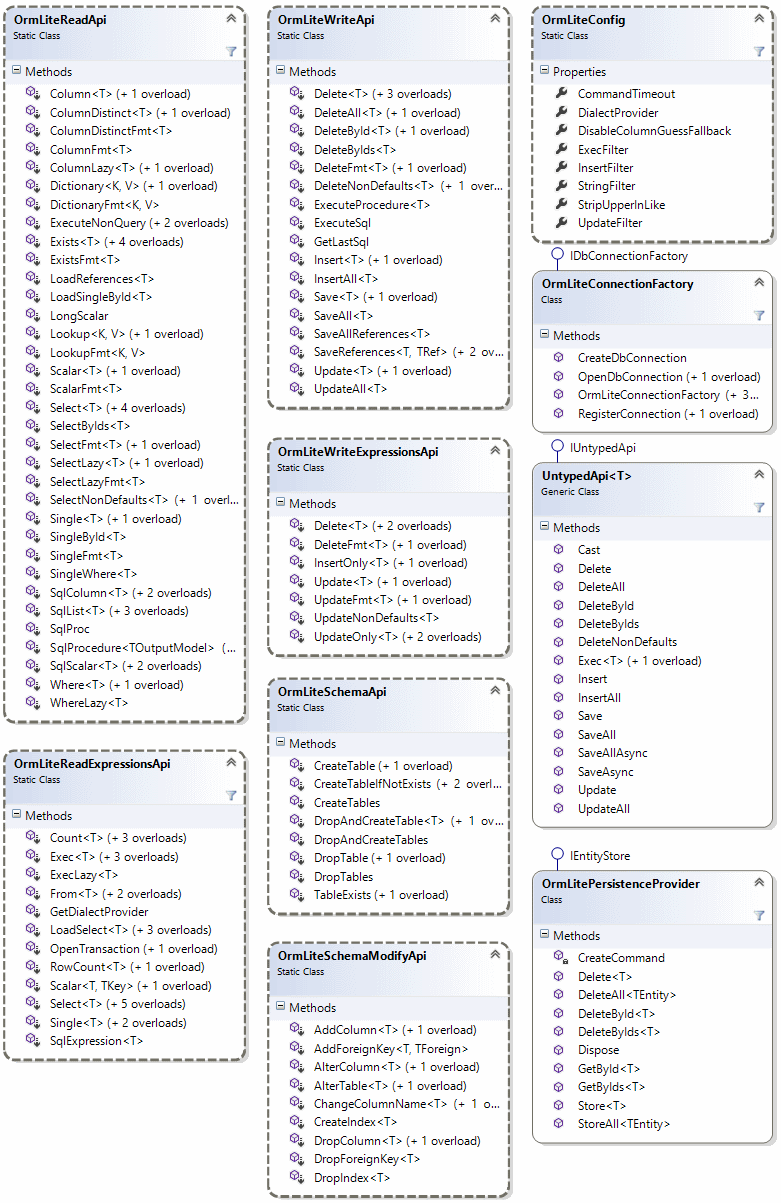 OrmLiteReadApi
Static Class
Methods
Column<T> (+ 1 overload)
ColumnDistinct<T> (+ 1 overload)
ColumnDistinctFmt<T>
ColumnFmt<T>
ColumnLazy<T> (+ 1 overload)
Dictionary<K, V> (+ 1 overload)
DictionaryFmt<K, V>
ExecuteNonQuery (+ 2 overloads)
Exists<T> (+ 4 overloads)
ExistsFmt<T>
LoadReferences<T>
LoadSingleById<T>
LongScalar
Lookup<K, V> (+ 1 overload)
LookupFmt<K, V>
Scalar<T> (+ 1 overload)
ScalarFmt<T>
Select<T> (+ 4 overloads)
SelectByIds<T>
SelectFmt<T> (+ 1 overload)
SelectLazy<T> (+ 1 overload)
SelectLazyFmt<T>
SelectNonDefaults<T> (+ 1 overl...
Single<T> (+ 1 overload)
SingleById<T>
SingleFmt<T>
SingleWhere<T>
SqlColumn<T> (+ 2 overloads)
SqlList<T> (+ 3 overloads)
SqlProc
SqlProcedure<TOutputModel> (...
SqlScalar<T> (+ 2 overloads)
Where<T> (+ 1 overload)
WhereLazy<T>
OrmLiteReadExpressionsApi
Static Class
Methods
Count<T> (+ 3 overloads)
Exec<T> (+ 3 overloads)
ExecLazy<T>
From<T> (+ 2 overloads)
GetDialectProvider
LoadSelect<T> (+ 3 overloads)
OpenTransaction (+ 1 overload)
RowCount<T> (+ 1 overload)
Scalar<T, TKey> (+ 1 overload)
Select<T> (+ 5 overloads)
Single<T> (+ 2 overloads)
SqlExpression<T>
OrmLiteWriteApi
Static Class
Methods
Delete<T> (+ 3 overloads)
DeleteAll<T> (+ 1 overload)
DeleteById<T> (+ 1 overload)
DeleteByIds<T>
DeleteFmt<T> (+ 1 overload)
DeleteNonDefaults<T> (+ 1 over...
ExecuteProcedure<T>
ExecuteSql
GetLastSql
Insert<T> (+ 1 overload)
InsertAll<T>
Save<T> (+ 1 overload)
SaveAll<T>
SaveAllReferences<T>
SaveReferences<T, TRef> (+ 2 ov...
Update<T> (+ 1 overload)
UpdateAll<T>
OrmLiteWriteExpressionsApi
Static Class
Methods
Delete<T> (+ 2 overloads)
DeleteFmt<T> (+ 1 overload)
InsertOnly<T> (+ 1 overload)
Update<T> (+ 1 overload)
UpdateFmt<T> (+ 1 overload)
UpdateNonDefaults<T>
UpdateOnly<T> (+ 2 overloads)
OrmLiteSchemaApi
Static Class
Methods
CreateTable (+ 1 overload)
CreateTableIfNotExists (+ 2 overl...
CreateTables
DropAndCreateTable<T> (+ 1 ov...
DropAndCreateTables
DropTable (+ 1 overload)
DropTables
TableExists (+ 1 overload)
OrmLiteSchemaModifyApi
Static Class
Methods
AddColumn<T> (+ 1 overload)
AddForeignKey<T, TForeign>
AlterColumn<T> (+ 1 overload)
AlterTable<T> (+ 1 overload)
ChangeColumnName<T> (+ 1 o...
CreateIndex<T>
DropColumn<T> (+ 1 overload)
DropForeignKey<T>
DropIndex<T>
OrmLiteConfig
Static Class
Properties
CommandTimeout
DialectProvider
DisableColumnGuessFallback
ExecFilter
InsertFilter
StringFilter
StripUpperInLike
UpdateFilter
IDbConnectionFactory
OrmLiteConnectionFactory
Class
Methods
CreateDbConnection
OpenDbConnection (+ 1 overload)
OrmLiteConnectionFactory (+ 3...
RegisterConnection (+ 1 overload)
IUntypedApi
UntypedApi<T>
Generic Class
Methods
Cast
Delete
DeleteAll
DeleteById
DeleteByIds
DeleteNonDefaults
Exec<T> (+ 1 overload)
Insert
InsertAll
Save
SaveAll
SaveAllAsync
SaveAsync
Update
UpdateAll
IEntityStore
OrmLitePersistenceProvider
Class
Methods
CreateCommand
Delete<T>
DeleteAll<TEntity>
DeleteById<T>
DeleteByIds<T>
Dispose
GetById<T>
GetByIds<T>
Store<T>
StoreAll<TEntity>